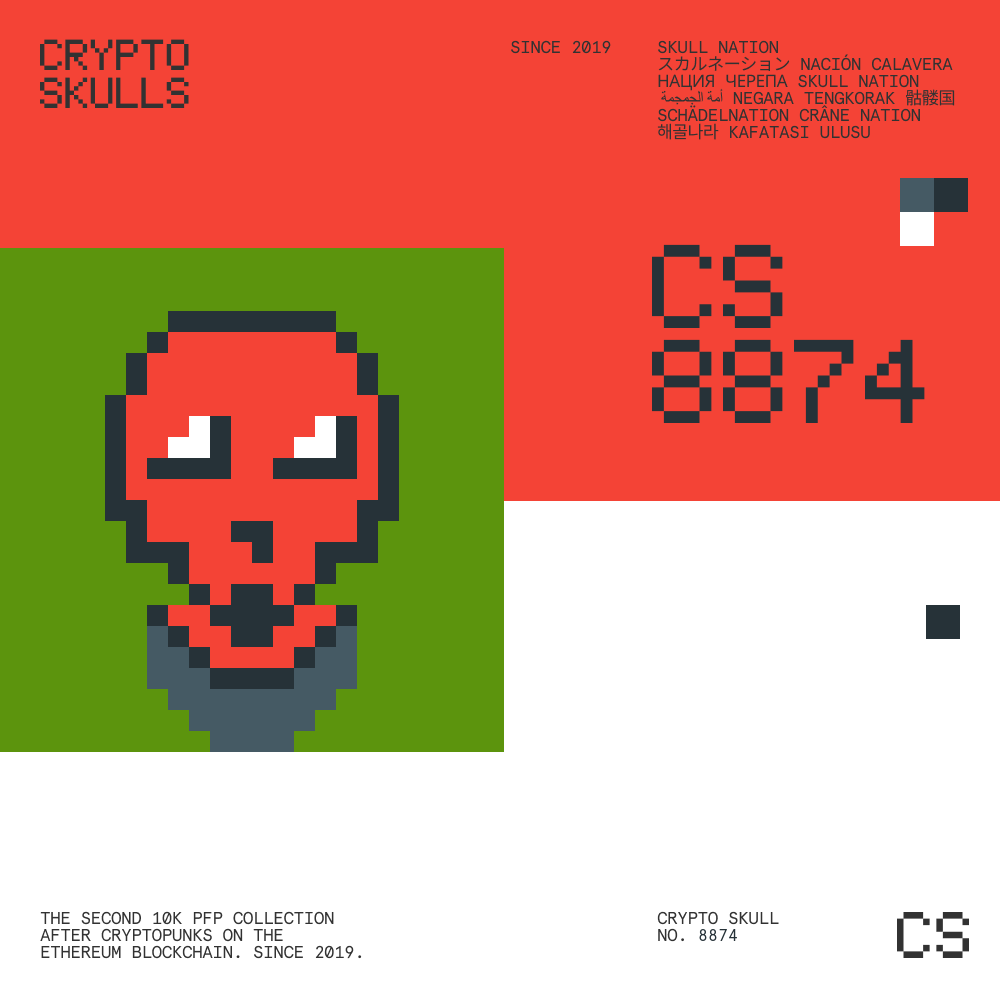 CRYPTO
SKULLS
SINCE 2019
SKULL NATION
スカルネーション NACIÓN CALAVERA
НАЦИЯ ЧЕРЕПА SKULL NATION
أمة الجمجمة NEGARA TENGKORAK 骷髅国
SCHÄDELNATION CRÂNE NATION
해골나라 KAFATASI ULUSU
CS
8874
THE SECOND 10K PFP COLLECTION
AFTER CRYPTOPUNKS ON THE
ETHEREUM BLOCKCHAIN. SINCE 2019.
CRYPTO SKULL
NO. 8874
CS